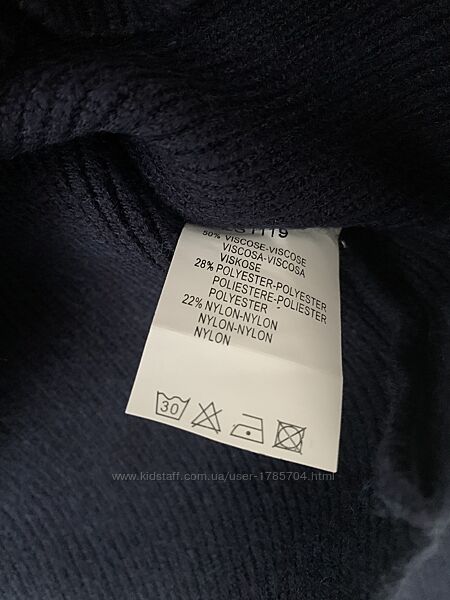 50% VISCOSE-VISCOSE
VISCOSA-VISCOSA
VISKOSE
28% POLYESTER-POLYESTER
POLIESTERE-POLIESTER
POLYESTER
22% NYLON-NYLON
NYLON-NYLON
NYLON
30
www.kidstaff.com.ua/user-1785704.html